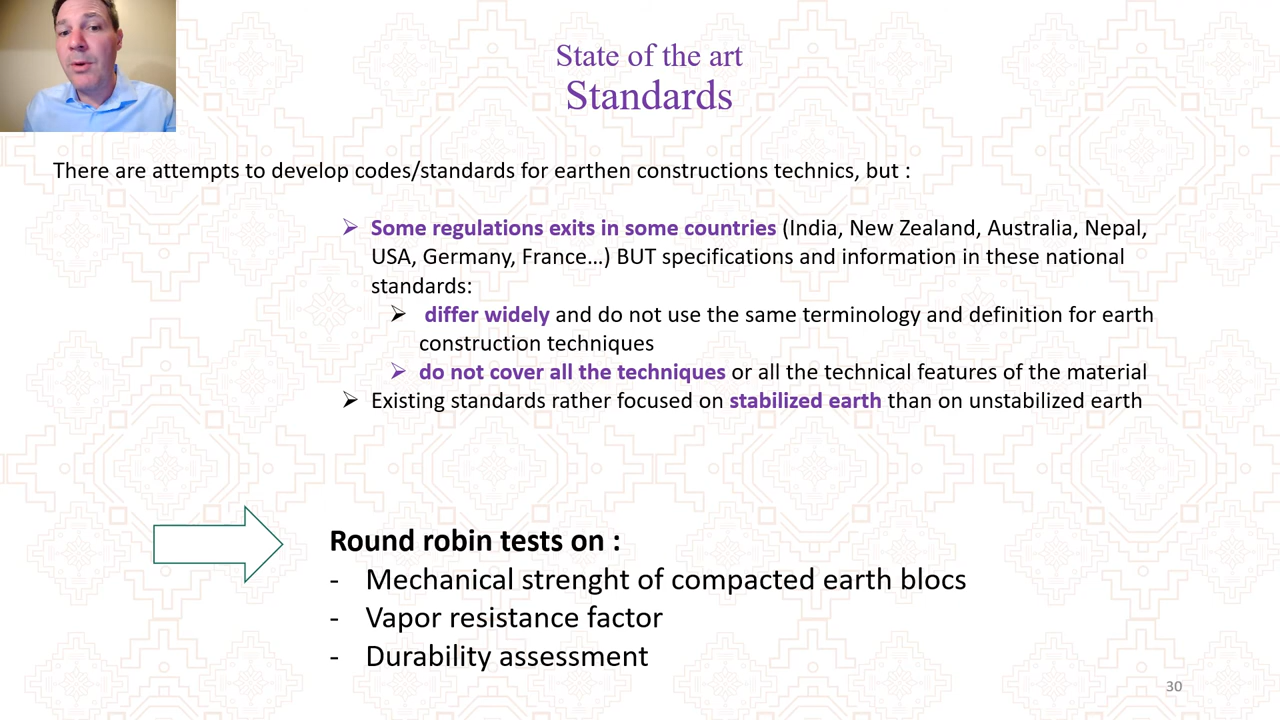 State of the art
Standards
There are attempts to develop codes/standards for earthen constructions technics, but :
➢ Some regulations exits in some countries (India, New Zealand, Australia, Nepal,
USA, Germany, France...) BUT specifications and information in these national
standards:
➢ differ widely and do not use the same terminology and definition for earth
construction techniques
➢ do not cover all the techniques or all the technical features of the material
➢ Existing standards rather focused on stabilized earth than on unstabilized earth
Round robin tests on :
- Mechanical strenght of compacted earth blocs
- Vapor resistance factor
- Durability assessment
30